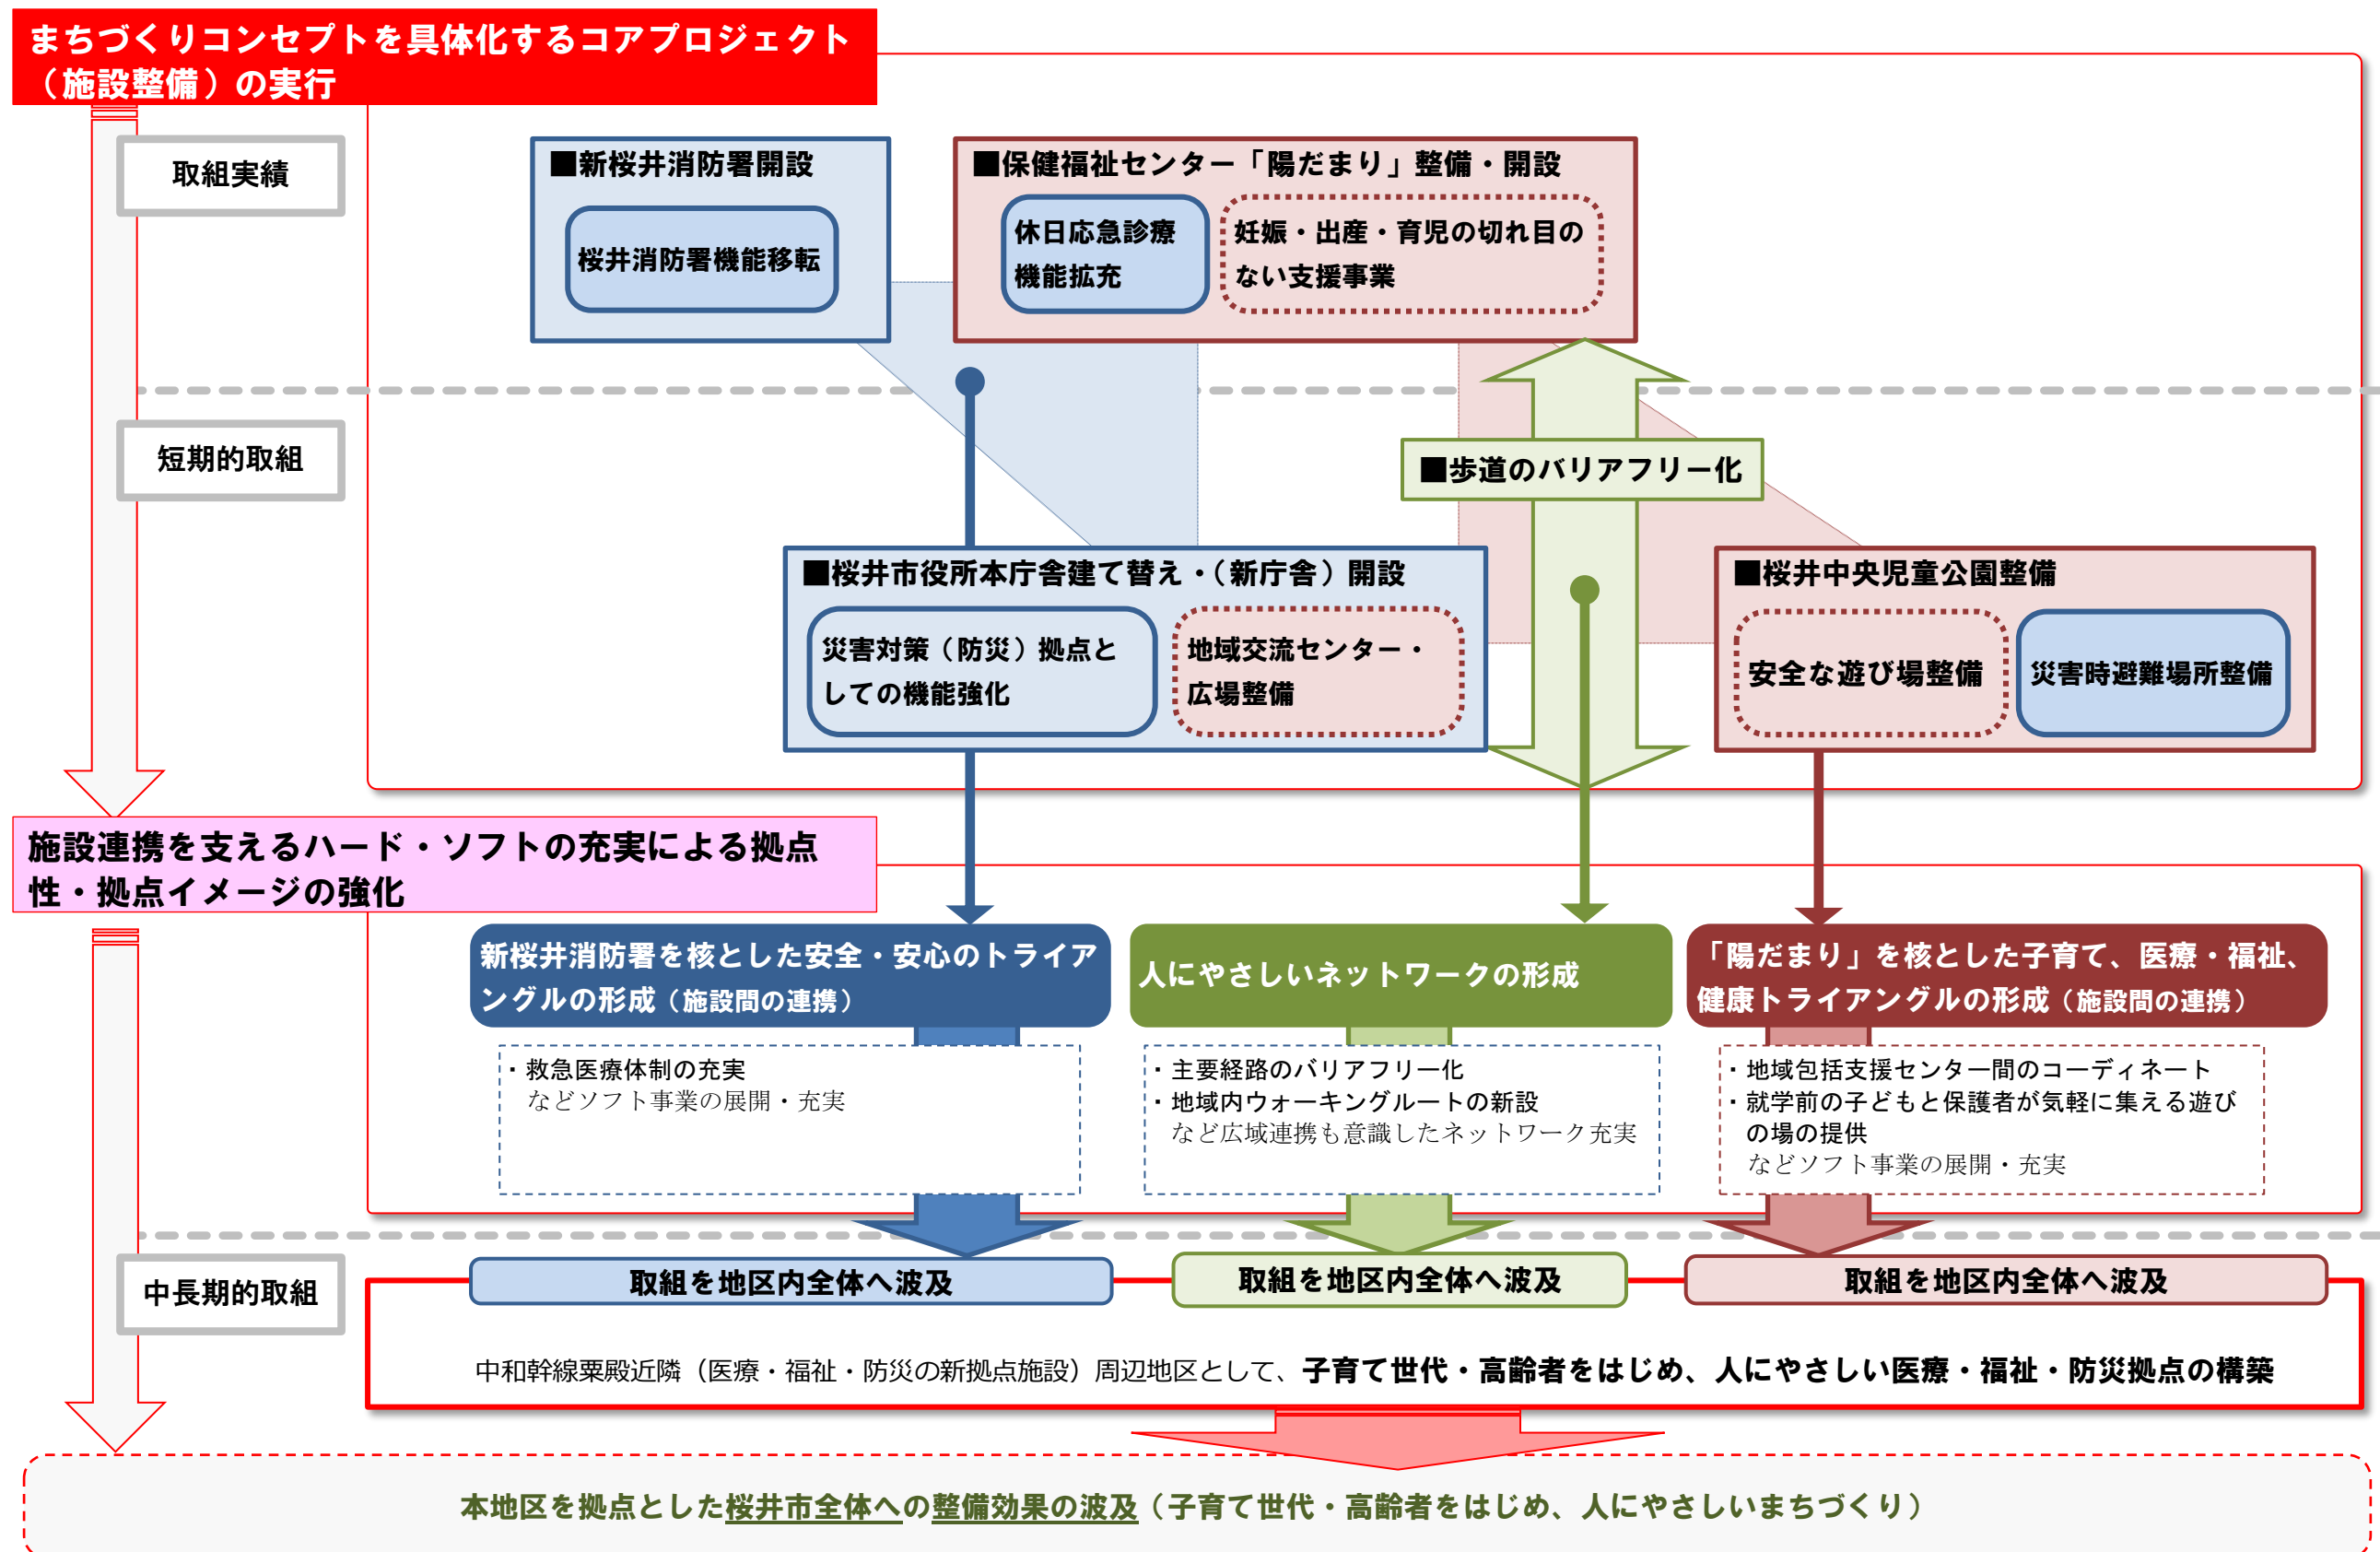 まちづくりコンセプトを具体化するコアプロジェクト
（施設整備）の実行
取組実績
■新桜井消防署開設
桜井消防署機能移転
■保健福祉センター「陽だまり」整備・開設
休日応急診療
機能拡充
妊娠・出産・育児の切れ目の
ない支援事業
短期的取組
■歩道のバリアフリー化
■桜井市役所本庁舎建て替え・（新庁舎）開設
災害対策（防災）拠点と
しての機能強化
地域交流センター・
広場整備
■桜井中央児童公園整備
安全な遊び場整備
災害時避難場所整備
施設連携を支えるハード・ソフトの充実による拠点
性・拠点イメージの強化
新桜井消防署を核とした安全・安心のトライア
ングルの形成（施設間の連携）
・救急医療体制の充実
などソフト事業の展開・充実
人にやさしいネットワークの形成
・主要経路のバリアフリー化
・地域内ウォーキングルートの新設
など広域連携も意識したネットワーク充実
「陽だまり」を核とした子育て、医療・福祉、
健康トライアングルの形成（施設間の連携）
・地域包括支援センター間のコーディネート
・就学前の子どもと保護者が気軽に集える遊び
の場の提供
などソフト事業の展開・充実
中長期的取組
取組を地区内全体へ波及
取組を地区内全体へ波及
取組を地区内全体へ波及
中和幹線粟殿近隣（医療・福祉・防災の新拠点施設）周辺地区として、子育て世代・高齢者をはじめ、人にやさしい医療・福祉・防災拠点の構築
本地区を拠点とした桜井市全体への整備効果の波及（子育て世代・高齢者をはじめ、人にやさしいまちづくり）